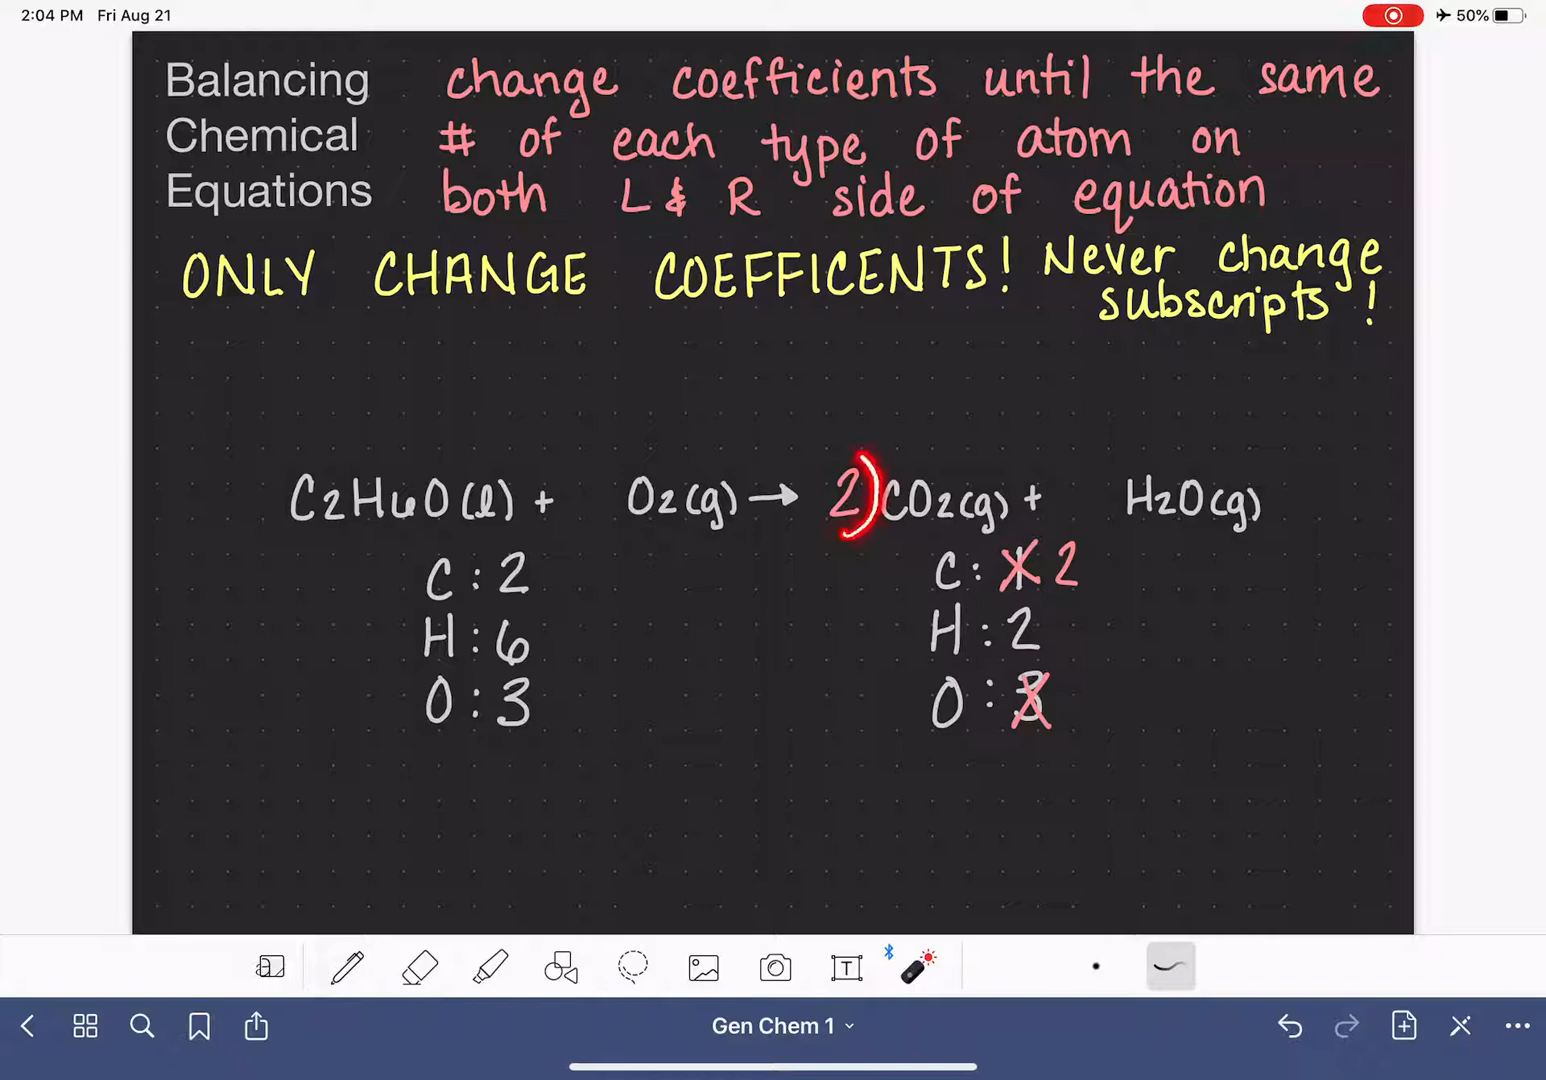 2:04 PM Fri Aug 21
50%
Balancing Chemical Equations
change coefficients until the same
# of each type of atom on
both L & R side of equation
ONLY CHANGE COEFFICENTS! Never change
subscripts!
C2H6O(l) + O2(g) → 2)CO2(g) + H2O(g)
C : 2
H : 6
O : 3
C : 1 2
H : 2
O : 3
T
Gen Chem 1